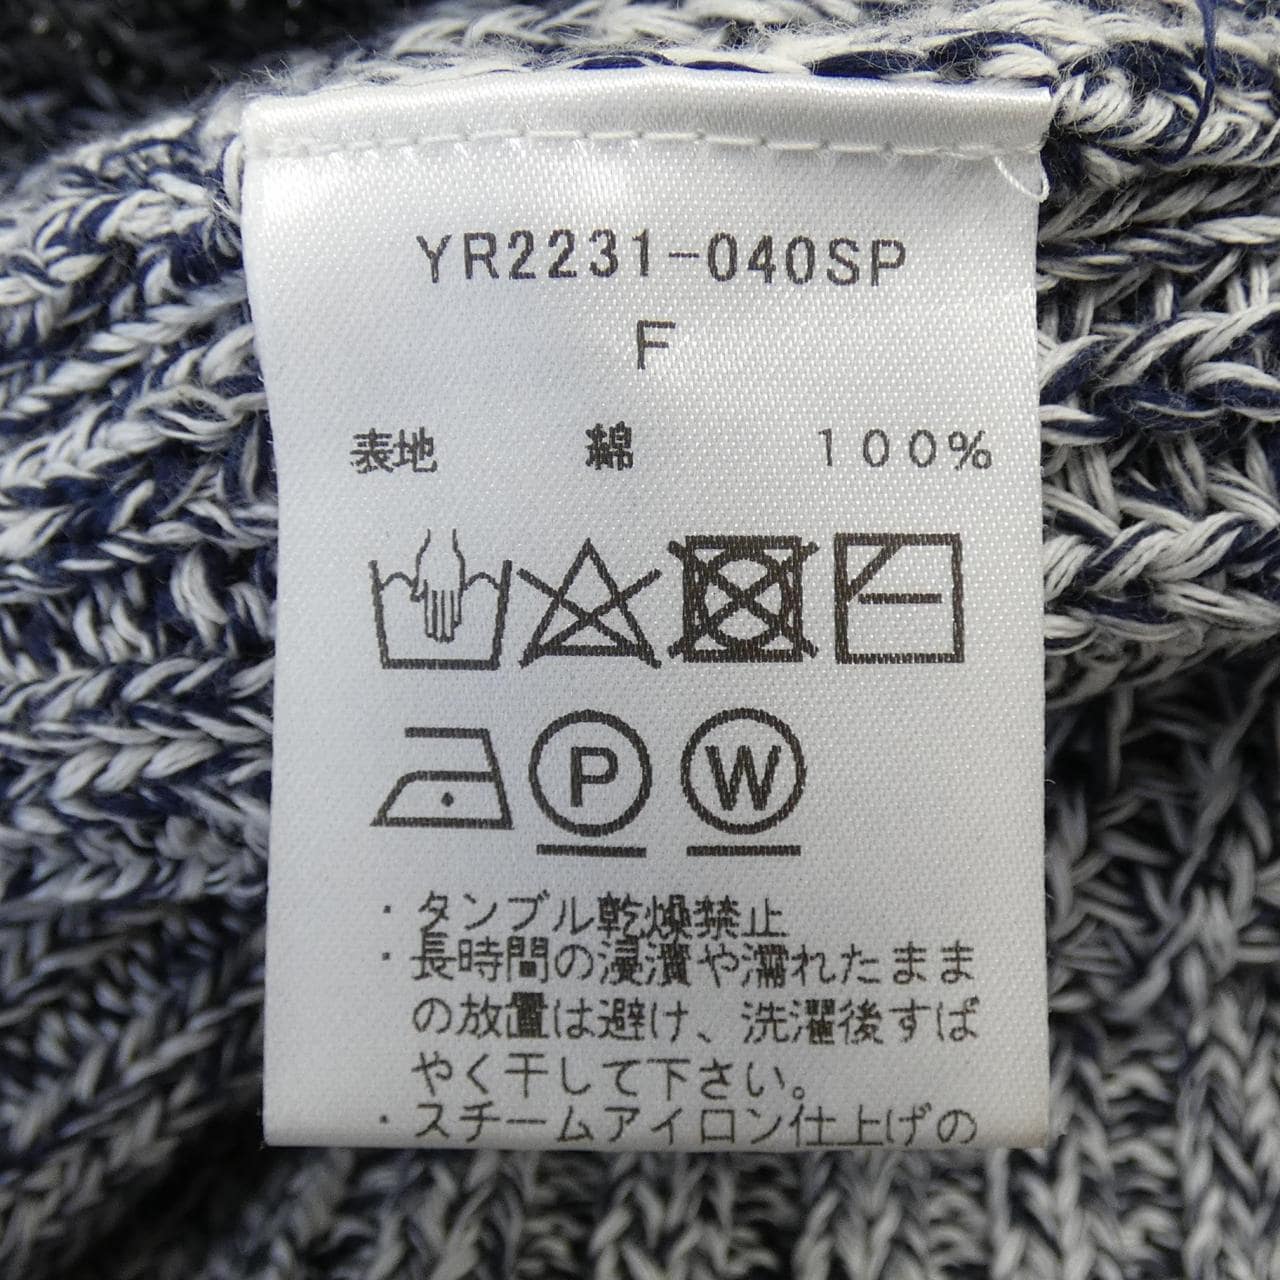 YR2231-040SP
F
表地 綿 100%
P W
・タンブル乾燥禁止
・長時間の浸漬や濡れたまま
の放置は避け、洗濯後すば
やく干して下さい。
・スチームアイロン仕上げの